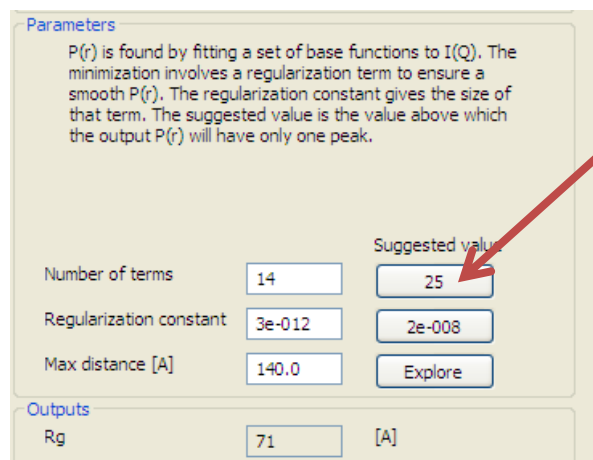 Parameters
P(r) is found by fitting a set of base functions to I(Q). The
minimization involves a regularization term to ensure a
smooth P(r). The regularization constant gives the size of
that term. The suggested value is the value above which
the output P(r) will have only one peak.
Suggested value
Number of terms 14 25
Regularization constant 3e-012 2e-008
Max distance [A] 140.0 Explore
Outputs
Rg 71 [A]